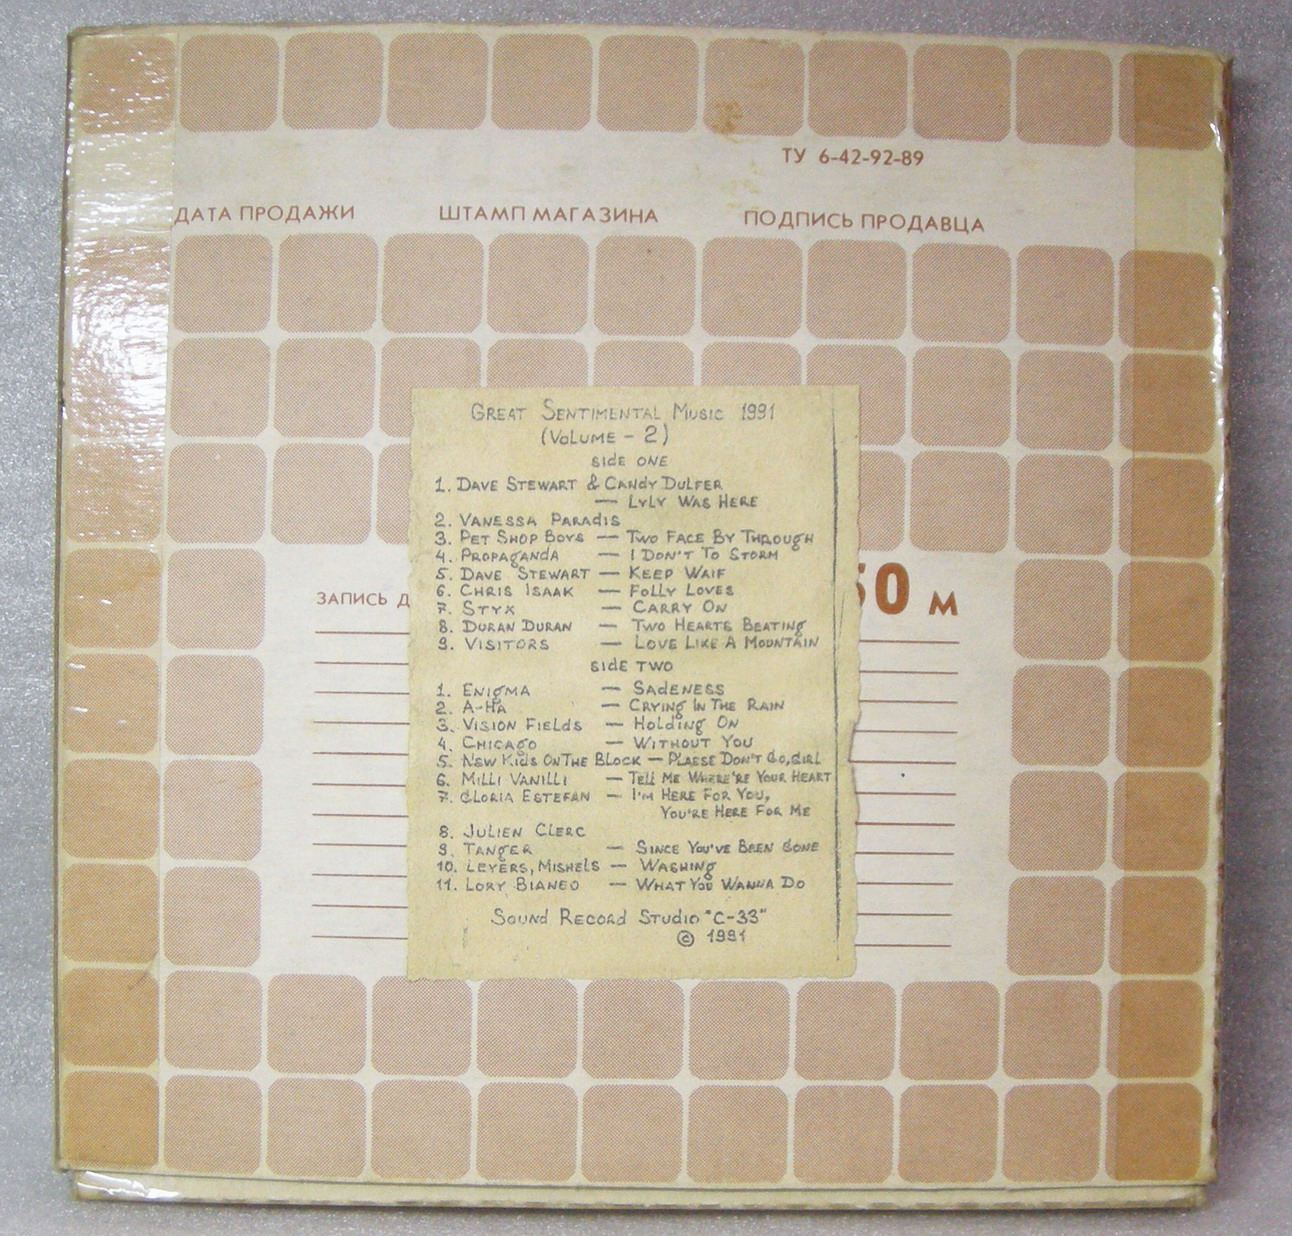 ТУ 6-42-92-89
ДАТА ПРОДАЖИ ШТАМП МАГАЗИНА ПОДПИСЬ ПРОДАВЦА
GREAT SENTIMENTAL MUSIC 1991
(VOLUME - 2)
SIDE ONE
1. DAVE STEWART & CANDY DULFER
— LYLY WAS HERE
2. VANESSA PARADIS
3. PET SHOP BOYS — TWO FACE BY THROUGH
4. PROPAGANDA — I DON'T TO STORM
5. DAVE STEWART — KEEP WAIF
6. CHRIS ISAAK — FOLLY LOVES
7. STYX — CARRY ON
8. DURAN DURAN — TWO HEARTS BEATING
9. VISITORS — LOVE LIKE A MOUNTAIN
ЗАПИСЬ Д
50 м
SIDE TWO
1. ENIGMA — SADENESS
2. A-HA — CRYING IN THE RAIN
3. VISION FIELDS — HOLDING ON
4. CHICAGO — WITHOUT YOU
5. NEW KIDS ON THE BLOCK — PLAESE DON'T GO, GIRL
6. MILLI VANILLI — TELL ME WHERE'RE YOUR HEART
7. GLORIA ESTEFAN — I'M HERE FOR YOU,
YOU'RE HERE FOR ME
8. JULIEN CLERC
9. TANGER — SINCE YOU'VE BEEN GONE
10. LEYERS, MISHELS — WASHING
11. LORY BIANEO — WHAT YOU WANNA DO
SOUND RECORD STUDIO "C-33"
© 1991